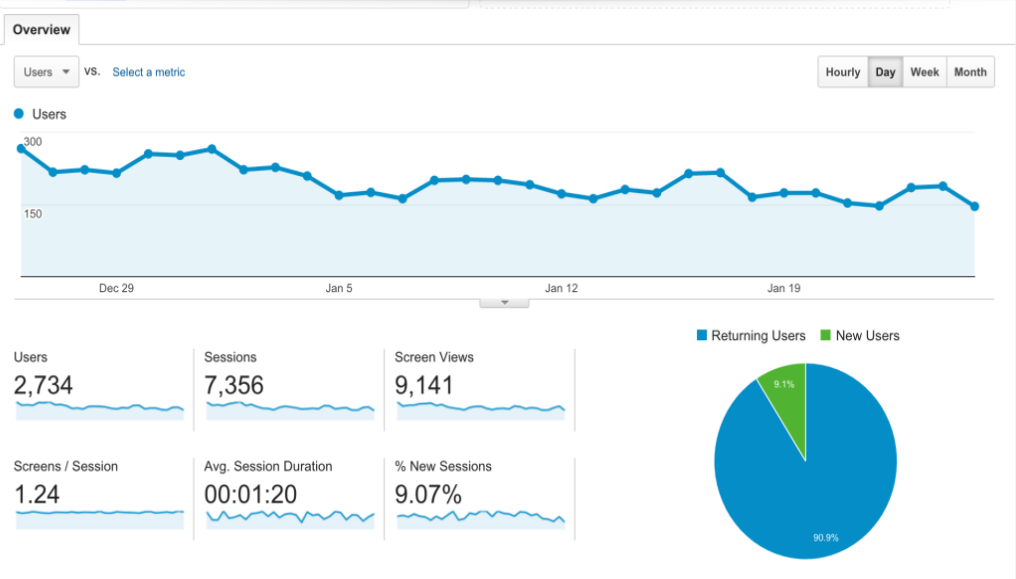 Overview
Users VS. Select a metric Hourly Day Week Month
Users
300
150
Dec 29 Jan 5 Jan 12 Jan 19
Returning Users New Users
Users Sessions Screen Views
2,734 7,356 9,141
9.1%
Screens / Session Avg. Session Duration % New Sessions
1.24 00:01:20 9.07%
90.9%